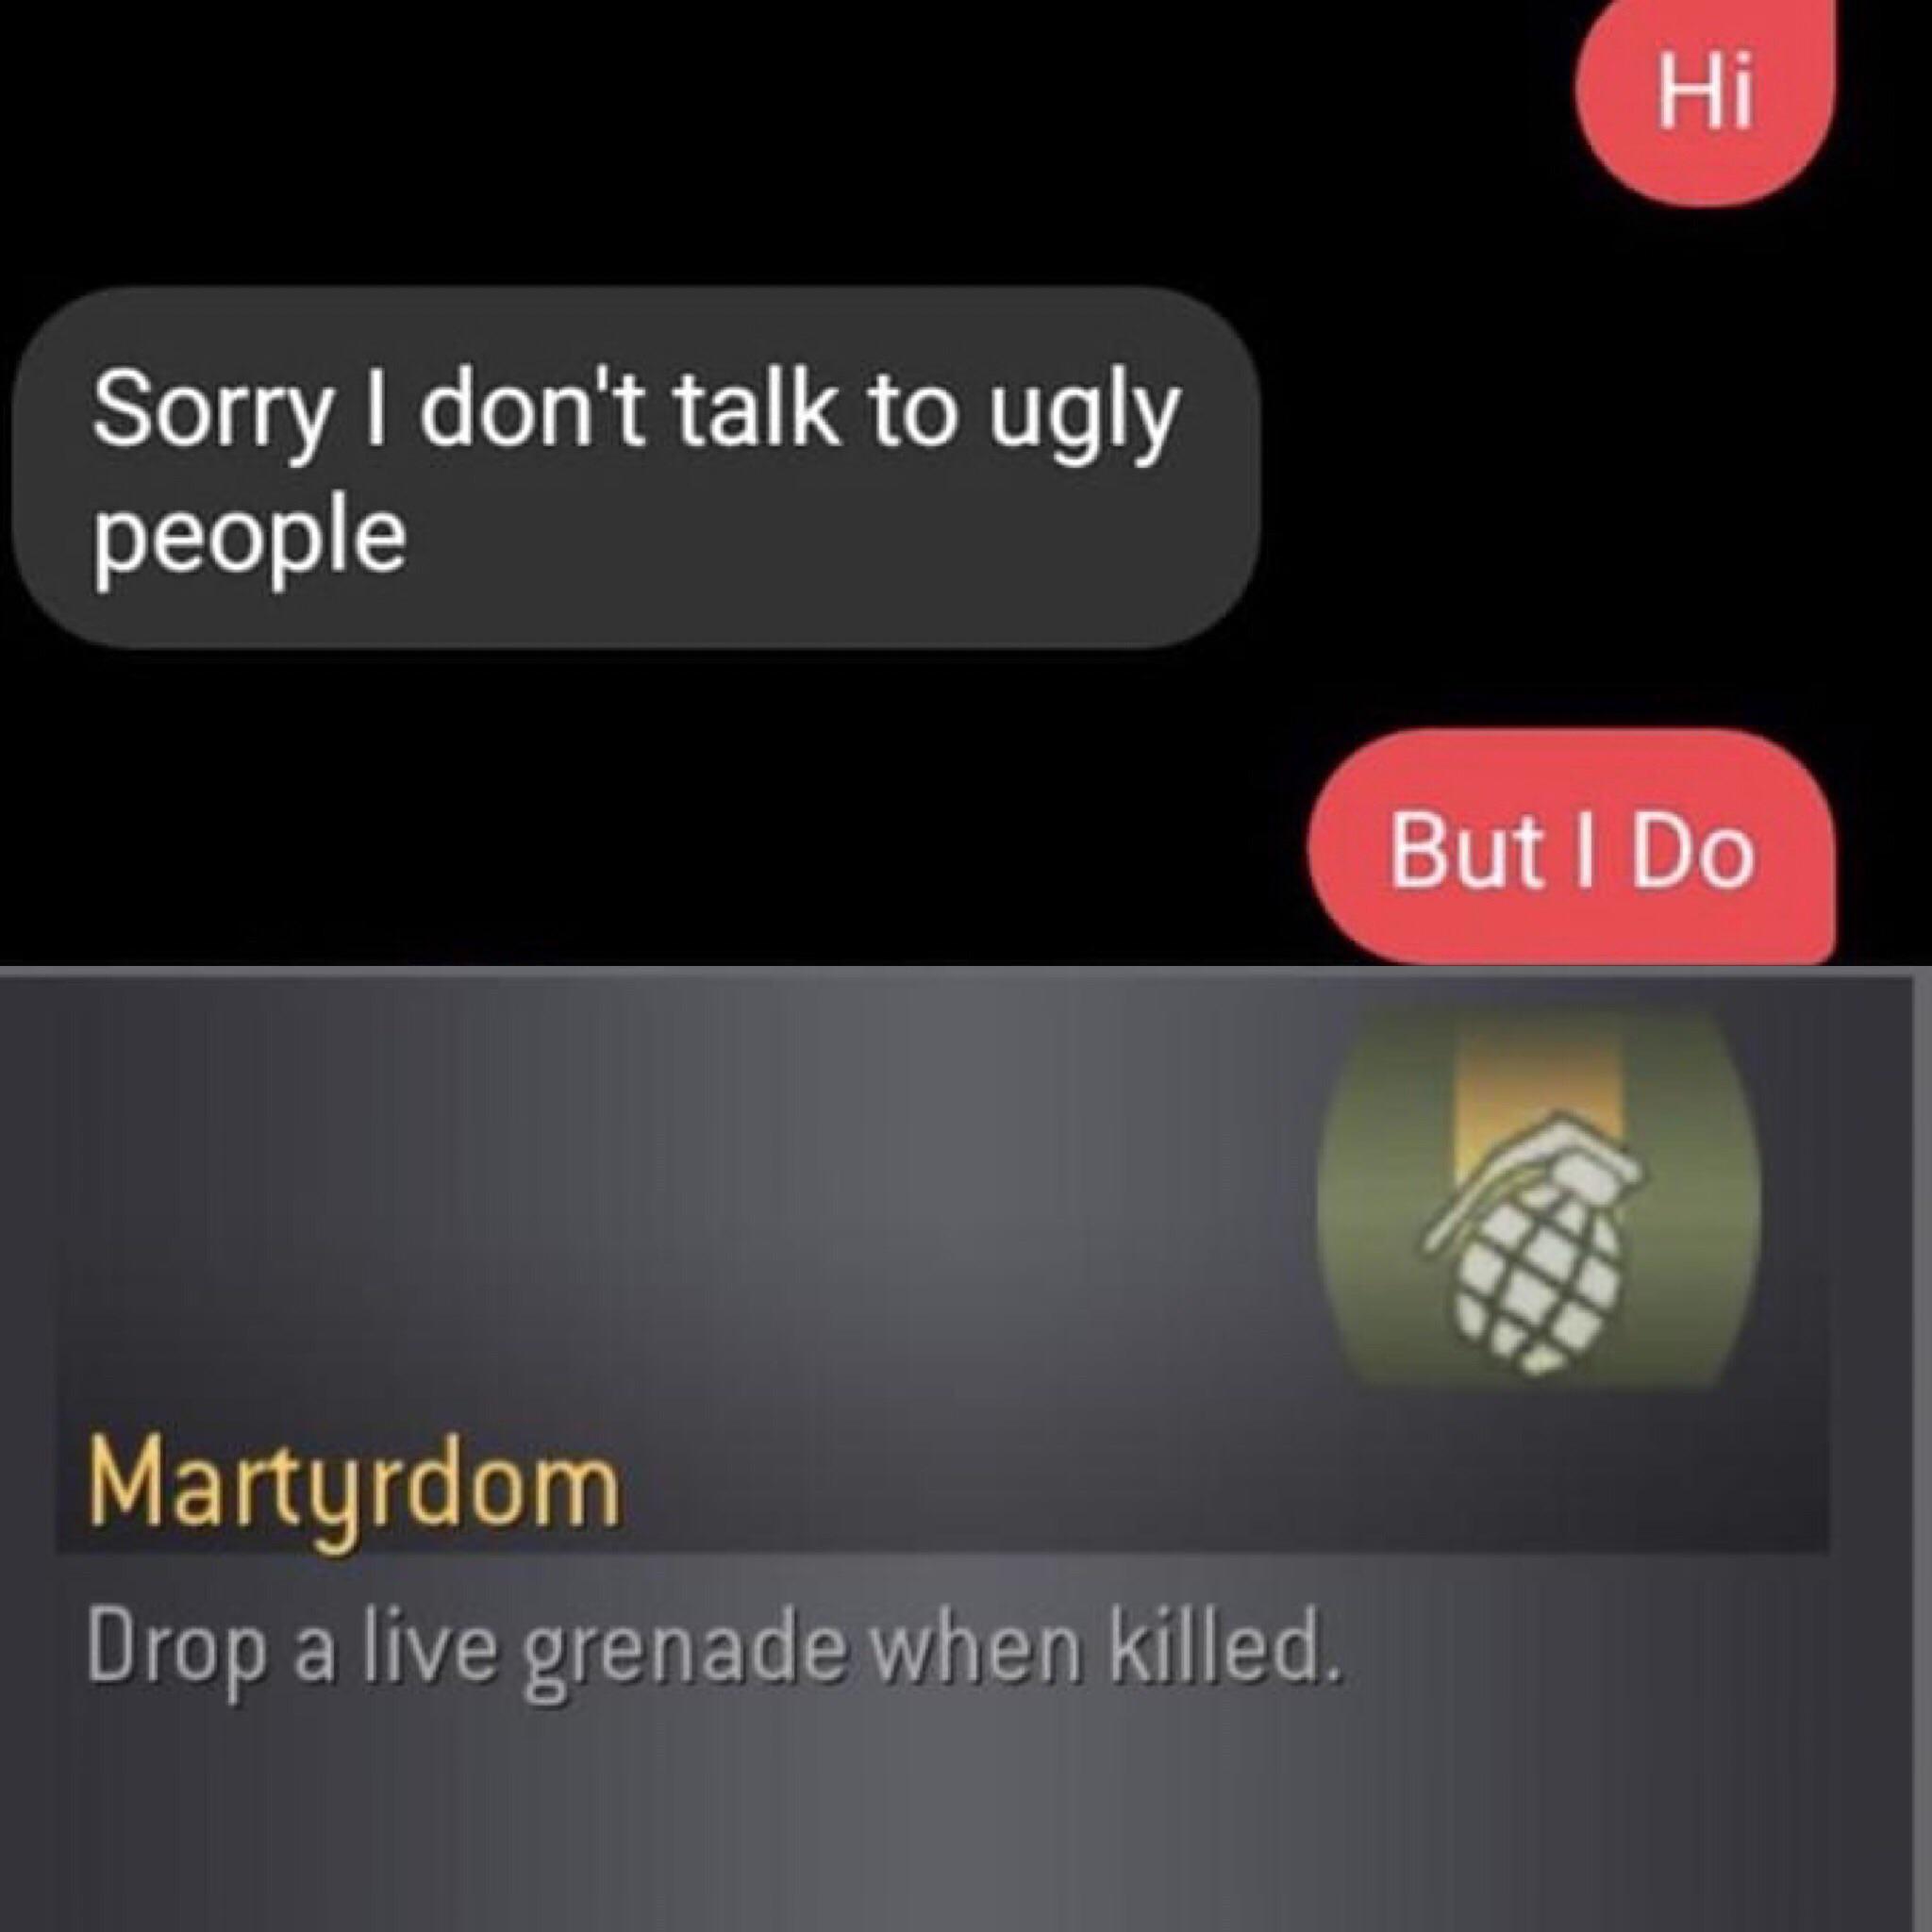 Hi
Sorry I don't talk to ugly
people
But I Do
Martyrdom
Drop a live grenade when killed.